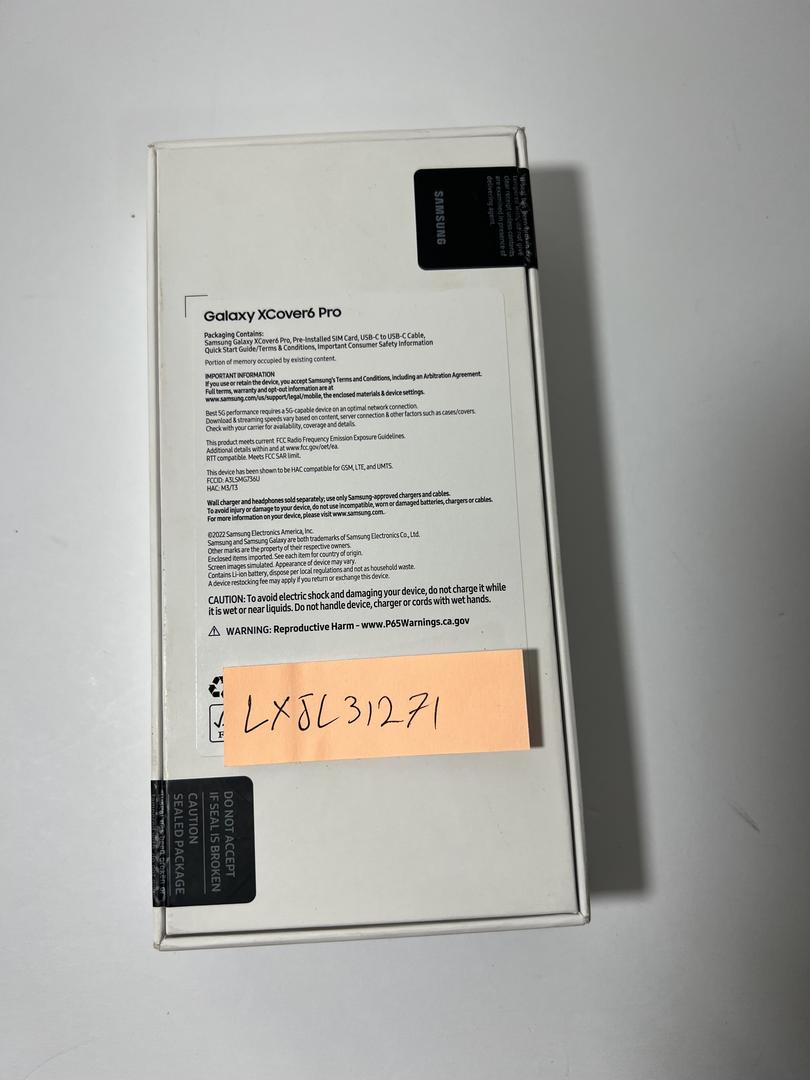 SAMSUNG
clear receipt unless contents
are examined in presence of
delivering agent.
Galaxy XCover6 Pro
Packaging Contains:
Samsung Galaxy XCover6 Pro, Pre-Installed SIM Card, USB-C to USB-C Cable,
Quick Start Guide/Terms & Conditions, Important Consumer Safety Information
Portion of memory occupied by existing content.
IMPORTANT INFORMATION
If you use or retain the device, you accept Samsung's Terms and Conditions, including an Arbitration Agreement.
Full terms, warranty and opt-out information are at
www.samsung.com/us/support/legal/mobile, the enclosed materials & device settings.
Best 5G performance requires a 5G-capable device on an optimal network connection.
Download & streaming speeds vary based on content, server connection & other factors such as cases/covers.
Check with your carrier for availability, coverage and details.
This product meets current FCC Radio Frequency Emission Exposure Guidelines.
Additional details within and at www.fcc.gov/oet/ea.
RTT compatible. Meets FCC SAR limit.
This device has been shown to be HAC compatible for GSM, LTE, and UMTS.
FCCID: A3LSMG736U
HAC: M3/T3
Wall charger and headphones sold separately; use only Samsung-approved chargers and cables.
To avoid injury or damage to your device, do not use incompatible, worn or damaged batteries, chargers or cables.
For more information on your device, please visit www.samsung.com.
©2022 Samsung Electronics America, Inc.
Samsung and Samsung Galaxy are both trademarks of Samsung Electronics Co., Ltd.
Other marks are the property of their respective owners.
Enclosed items imported. See each item for country of origin.
Screen images simulated. Appearance of device may vary.
Contains Li-ion battery, dispose per local regulations and not as household waste.
A device restocking fee may apply if you return or exchange this device.
CAUTION: To avoid electric shock and damaging your device, do not charge it while
it is wet or near liquids. Do not handle device, charger or cords with wet hands.
WARNING: Reproductive Harm - www.P65Warnings.ca.gov
LXJL31271
DO NOT ACCEPT
IF SEAL IS BROKEN
CAUTION
SEALED PACKAGE